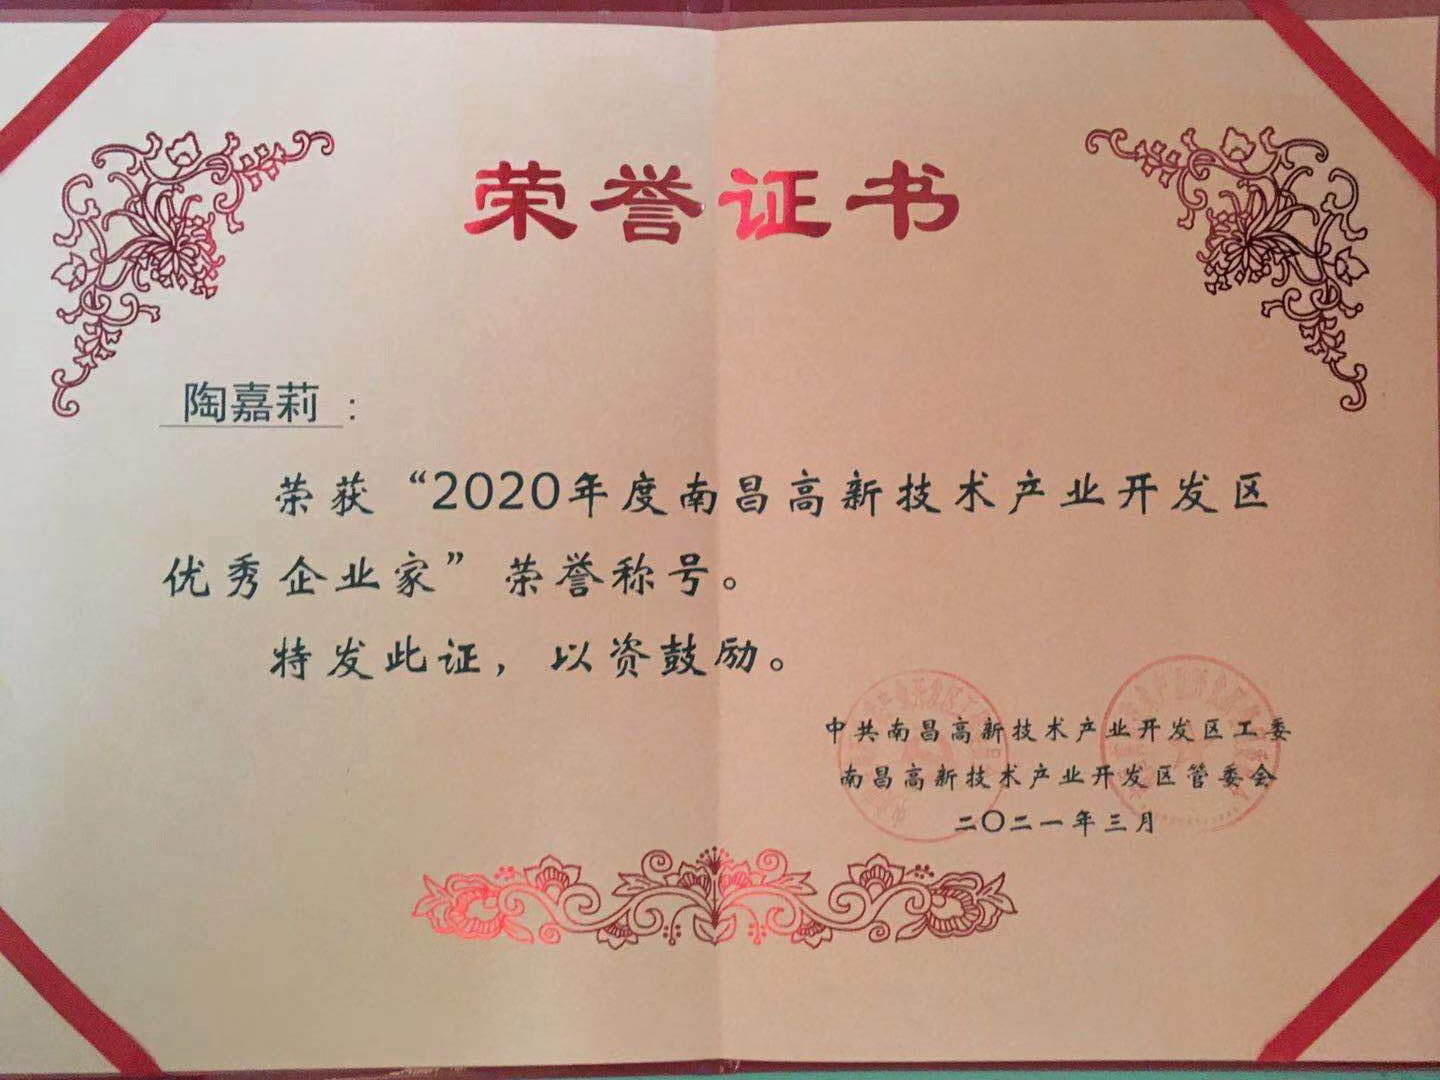 荣誉证书
陶嘉莉：
荣获“2020年度南昌高新技术产业开发区
优秀企业家”荣誉称号。
特发此证，以资鼓励。
中共南昌高新技术产业开发区工委
南昌高新技术产业开发区管委会
二〇二一年三月